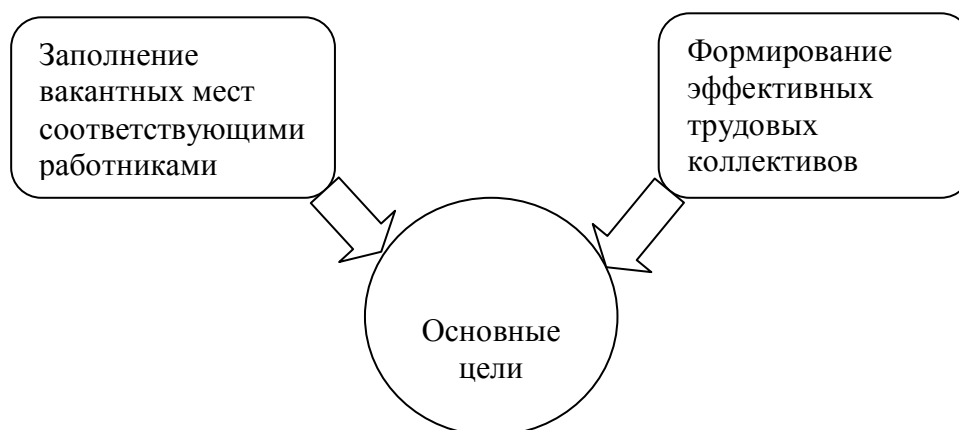 Заполнение
вакантных мест
соответствующими
работниками
Формирование
эффективных
трудовых
коллективов
Основные
цели